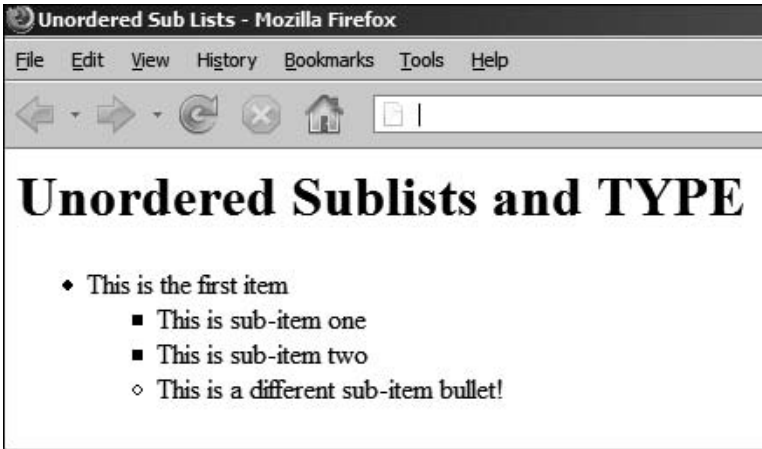 Unordered Sub Lists - Mozilla Firefox
File Edit View History Bookmarks Tools Help
Unordered Sublists and TYPE
This is the first item
This is sub-item one
This is sub-item two
This is a different sub-item bullet!